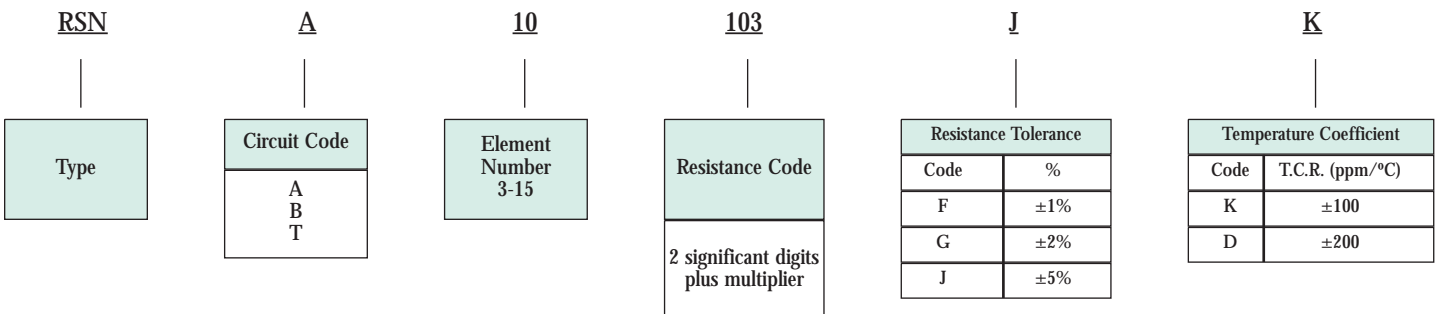 RSN A 10 103 J K
Type
Circuit Code
A
B
T
Element
Number
3-15
Resistance Code
2 significant digits
plus multiplier
Resistance Tolerance
Code %
F ±1%
G ±2%
J ±5%
Temperature Coefficient
Code T.C.R. (ppm/ºC)
K ±100
D ±200